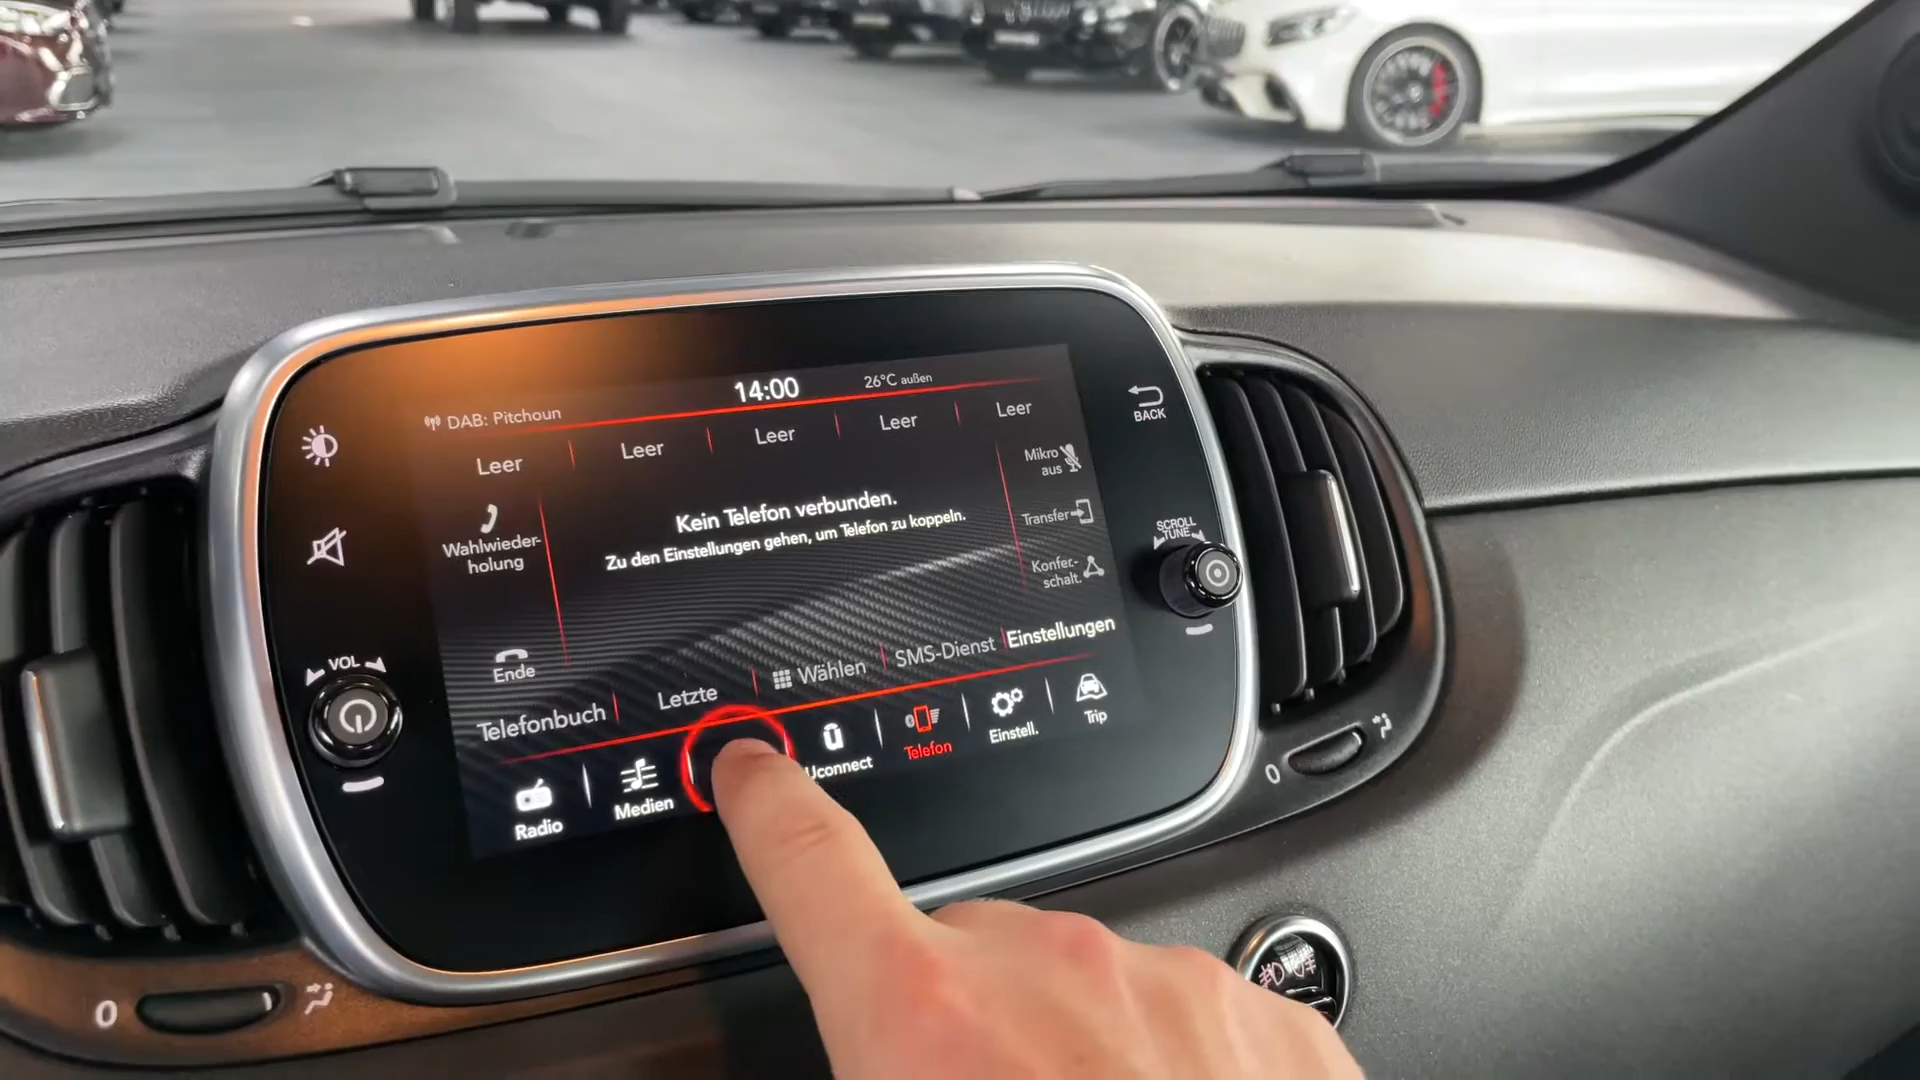 DAB: Pitchoun
14:00
26°C außen
BACK
Leer
Leer
Leer
Leer
Leer
Mikro
aus
Wahlwieder-
holung
Kein Telefon verbunden.
Zu den Einstellungen gehen, um Telefon zu koppeln.
Transfer
SCROLL
TUNE
Konfer.-
schalt.
VOL
Ende
Telefonbuch
Letzte
Wählen
SMS-Dienst
Einstellungen
Radio
Medien
Uconnect
Telefon
Einstell.
Trip
0
0